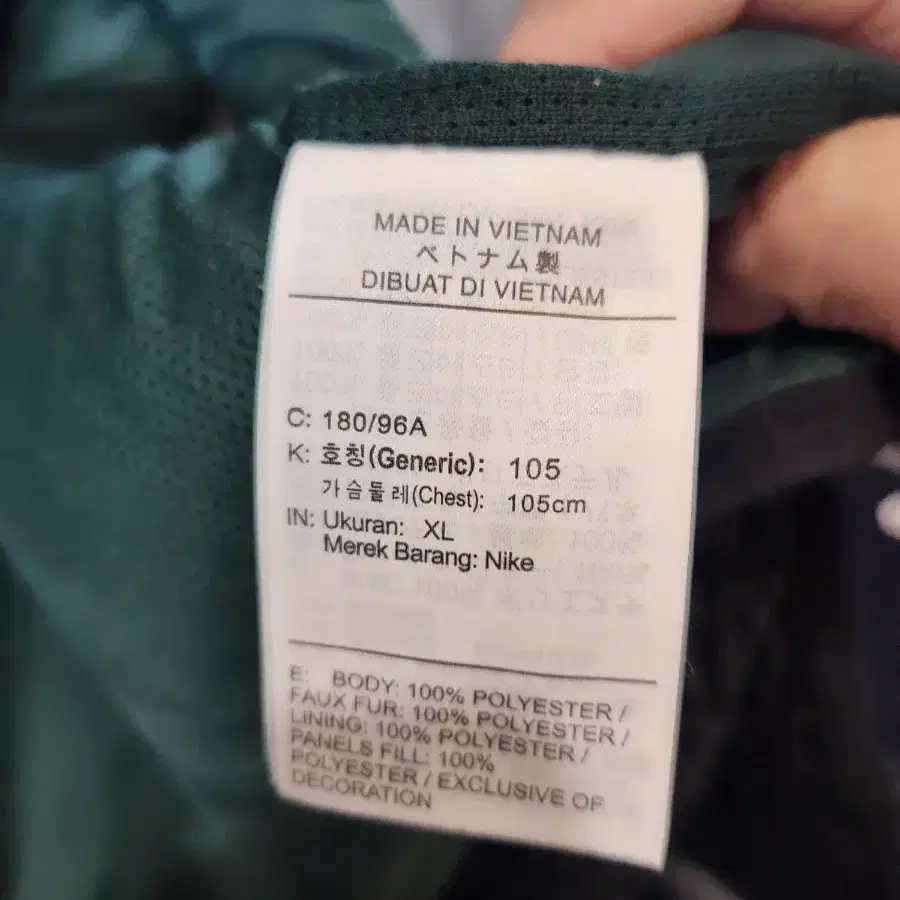 MADE IN VIETNAM
ベトナム製
DIBUAT DI VIETNAM
C: 180/96A
K: 호칭(Generic): 105
가슴둘레(Chest): 105cm
IN: Ukuran: XL
Merek Barang: Nike
E: BODY: 100% POLYESTER /
FAUX FUR: 100% POLYESTER /
LINING: 100% POLYESTER /
PANELS FILL: 100%
POLYESTER / EXCLUSIVE OF
DECORATION